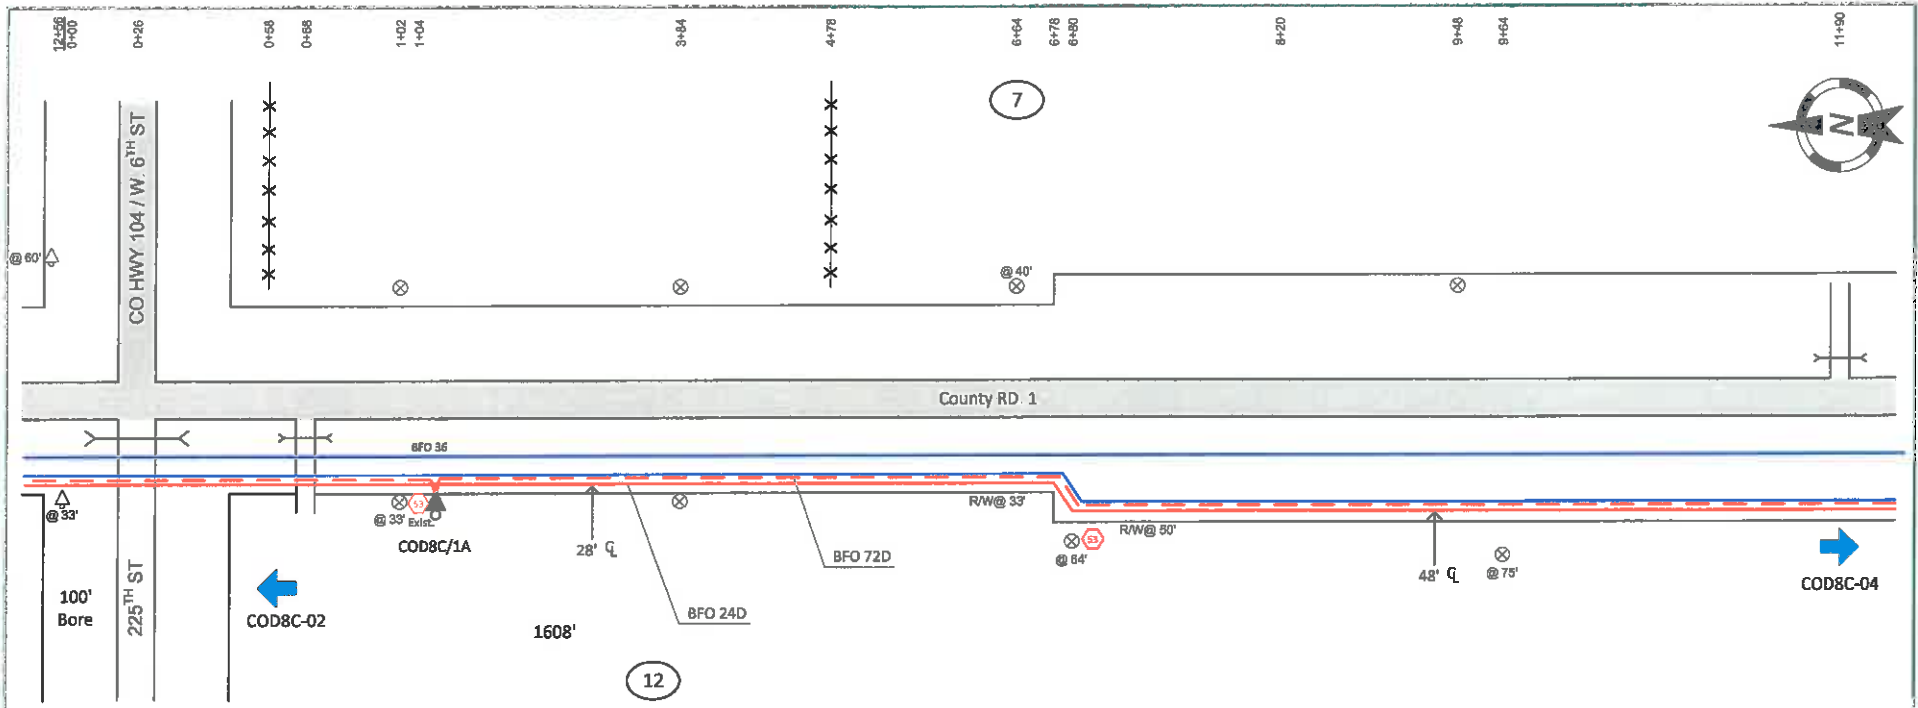 12+56
0+00
0+26
0+58
0+88
1+02
1+04
3+84
4+78
6+64
6+78
6+80
8+20
9+48
9+64
11+90
7
N
CO HWY 104 / W. 6TH ST
@ 60'
@ 40'
County RD 1
BFO 36
@ 33'
@ 33'
53
Exist.
COD8C/1A
28' ℄
R/W@ 33'
R/W@ 50'
53
@ 64'
48' ℄
@ 75'
BFO 72D
BFO 24D
COD8C-02
COD8C-04
100'
Bore
225TH ST
1608'
12